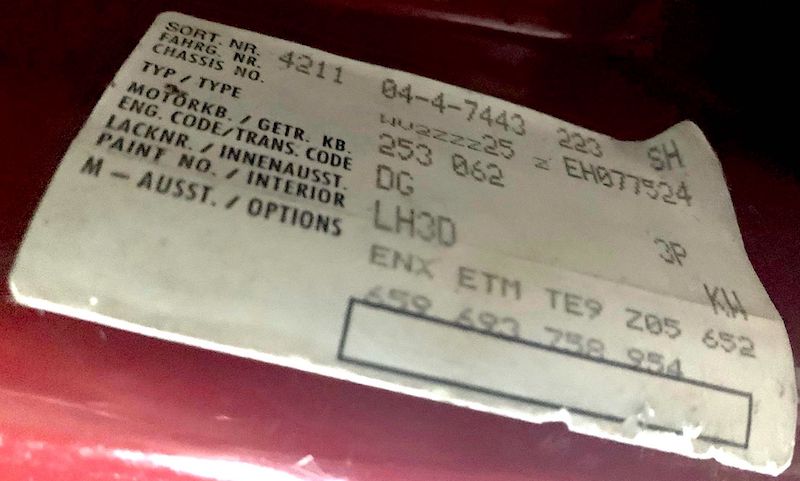 SORT. NR. 4211 04-4-7443 223 SH
FAHRG. NR.
CHASSIS NO. WV2ZZZ25 Z EH077524
TYP / TYPE 253 062
MOTORKB. / GETR. KB.
ENG. CODE/TRANS. CODE DG 3P
LACKNR. / INNENAUSST.
PAINT NO. / INTERIOR LH3D KW
M – AUSST. / OPTIONS ENX ETM TE9 Z05 652
659 693 758 954